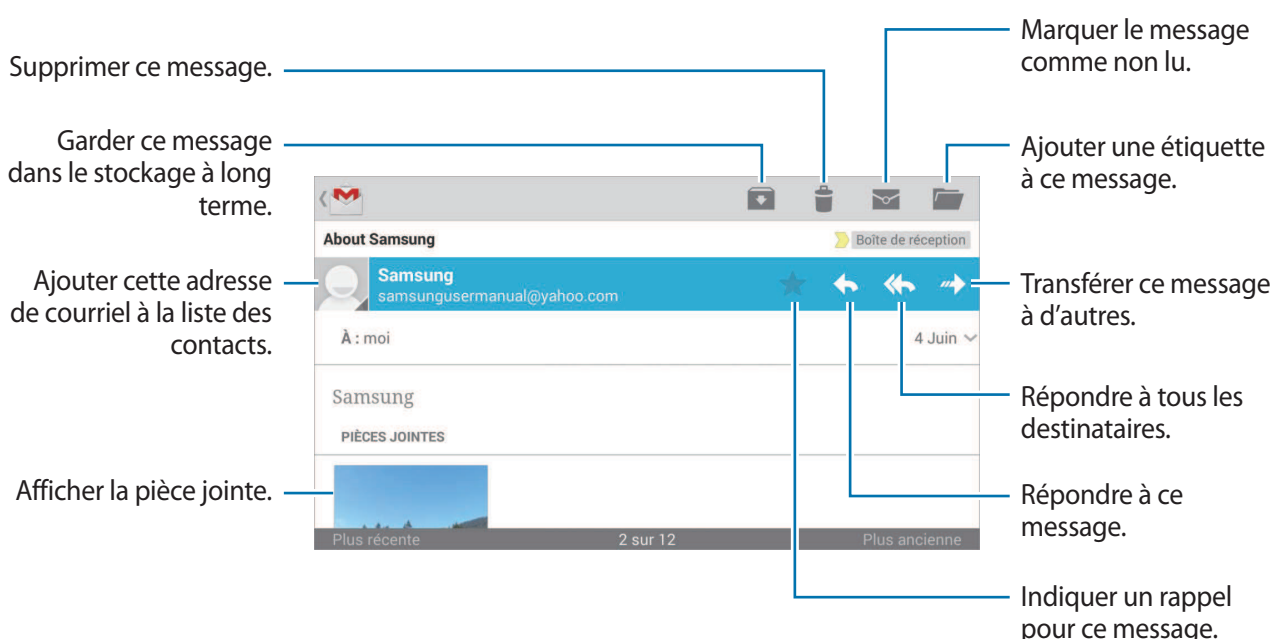 Supprimer ce message.
Garder ce message
dans le stockage à long
terme.
Ajouter cette adresse
de courriel à la liste des
contacts.
Afficher la pièce jointe.
About Samsung
Boîte de réception
Samsung
samsungusermanual@yahoo.com
À : moi
4 Juin
Samsung
PIÈCES JOINTES
Plus récente
2 sur 12
Plus ancienne
Marquer le message
comme non lu.
Ajouter une étiquette
à ce message.
Transférer ce message
à d’autres.
Répondre à tous les
destinataires.
Répondre à ce
message.
Indiquer un rappel
pour ce message.